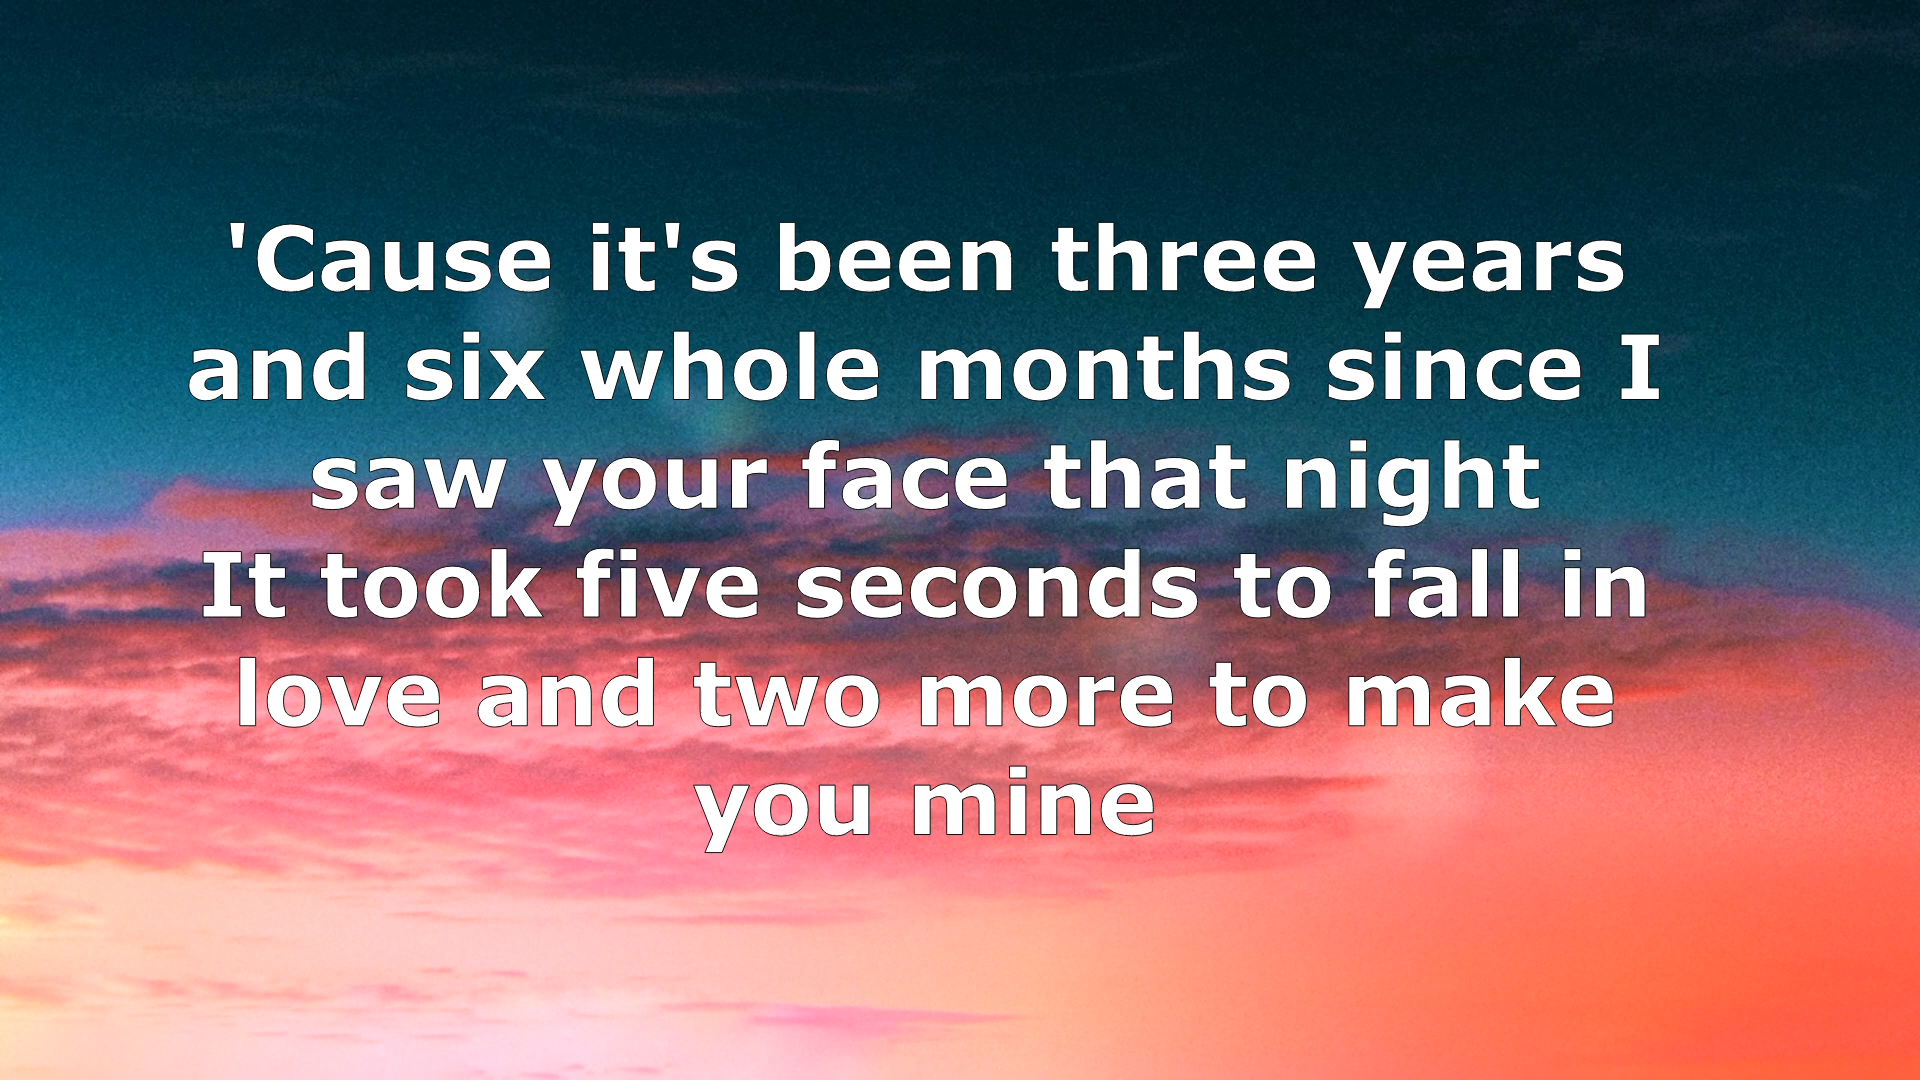 'Cause it's been three years
and six whole months since I
saw your face that night
It took five seconds to fall in
love and two more to make
you mine